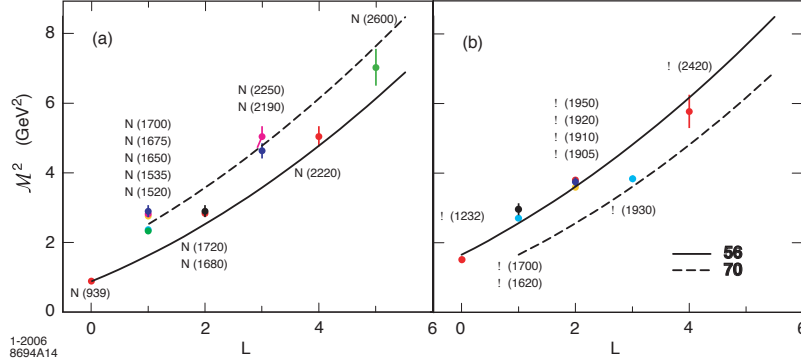 (a)
N (2600)
N (2250)
N (2190)
N (1700)
N (1675)
N (1650)
N (1535)
N (1520)
N (2220)
N (1720)
N (1680)
N (939)
8
6
4
2
0
ℳ² (GeV²)
0 2 4 6
L
1-2006
8694A14
(b)
! (2420)
! (1950)
! (1920)
! (1910)
! (1905)
! (1232)
! (1930)
! (1700)
! (1620)
56
70
0 2 4 6
L